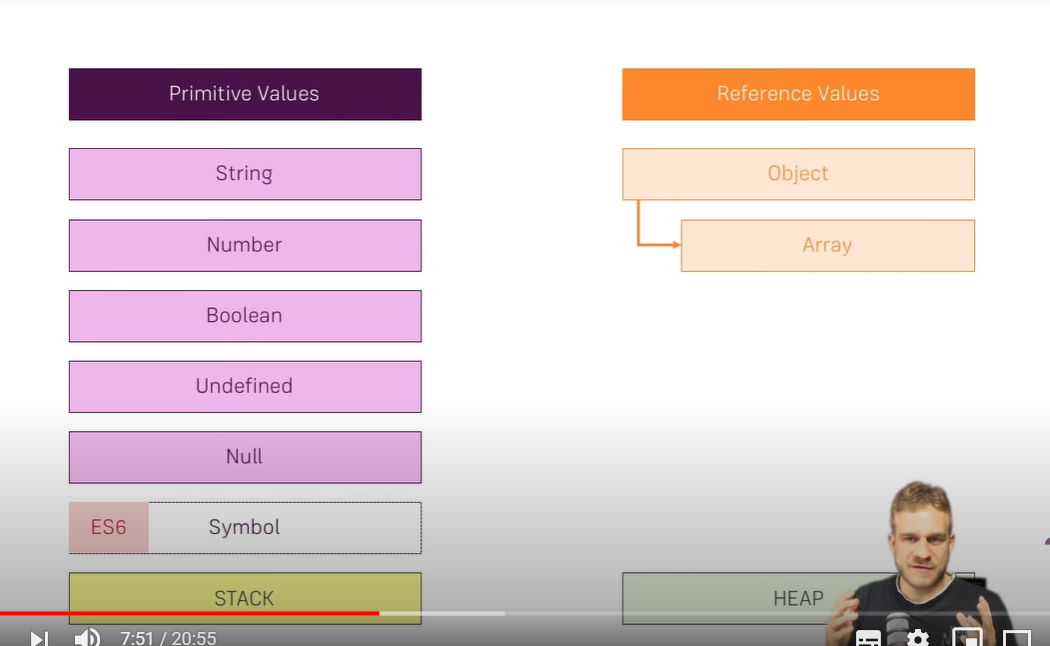 Primitive Values
String
Number
Boolean
Undefined
Null
ES6 Symbol
STACK
Reference Values
Object
Array
HEAP
7:51 / 20:55